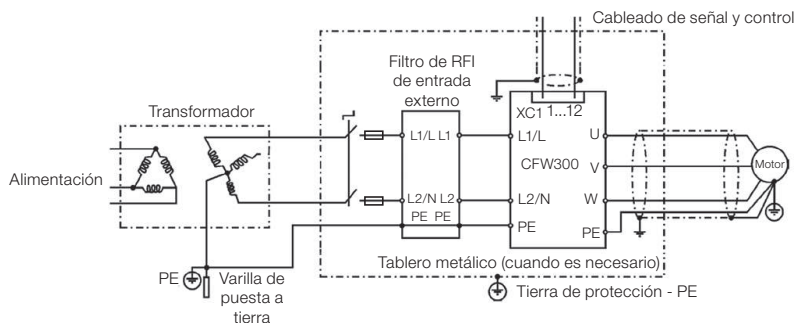 Cableado de señal y control
Filtro de RFI
de entrada
externo
Transformador
XC1 1...12
L1/L L1
L1/L
U
CFW300
V
Motor
Alimentación
L2/N L2
L2/N
W
PE PE
PE
PE
Tablero metálico (cuando es necesario)
PE
Varilla de
puesta a
tierra
Tierra de protección - PE